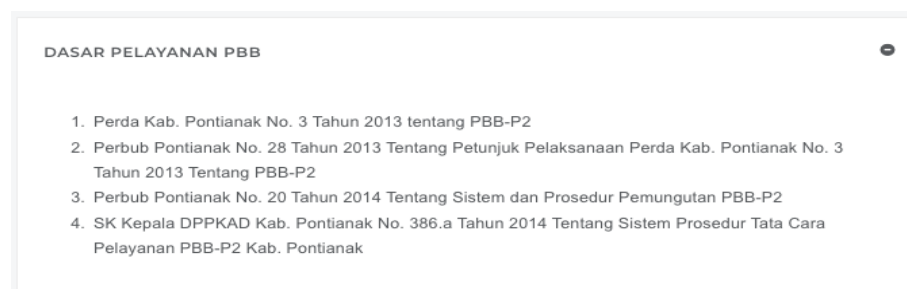 DASAR PELAYANAN PBB
1. Perda Kab. Pontianak No. 3 Tahun 2013 tentang PBB-P2
2. Perbub Pontianak No. 28 Tahun 2013 Tentang Petunjuk Pelaksanaan Perda Kab. Pontianak No. 3
Tahun 2013 Tentang PBB-P2
3. Perbub Pontianak No. 20 Tahun 2014 Tentang Sistem dan Prosedur Pemungutan PBB-P2
4. SK Kepala DPPKAD Kab. Pontianak No. 386.a Tahun 2014 Tentang Sistem Prosedur Tata Cara
Pelayanan PBB-P2 Kab. Pontianak